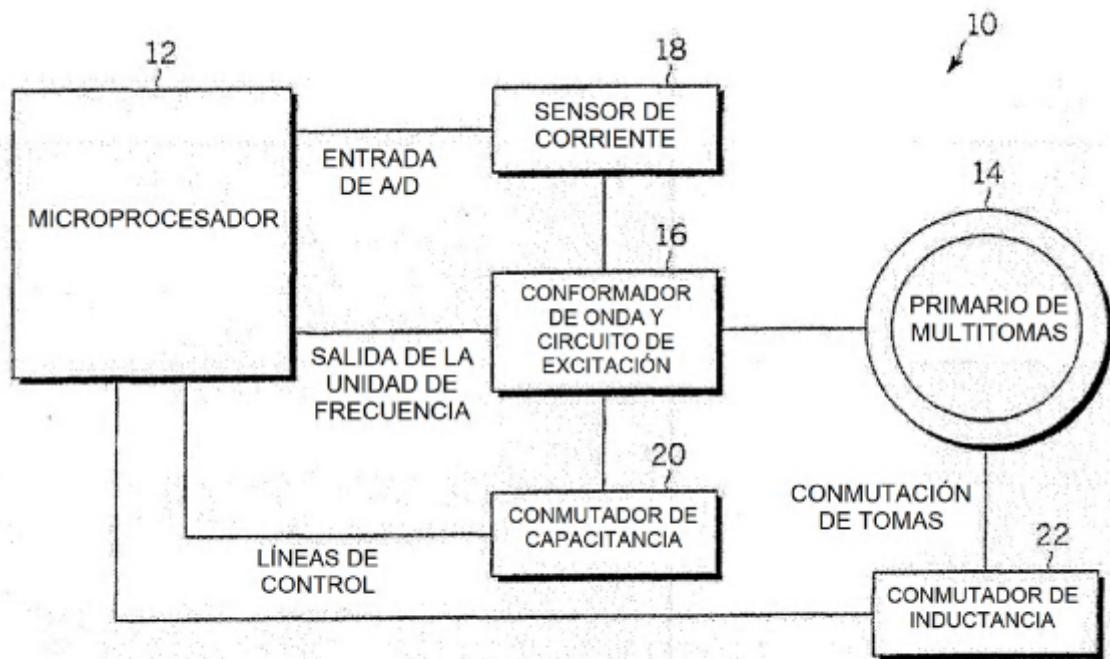 10
12
18
SENSOR DE
CORRIENTE
ENTRADA
DE A/D
MICROPROCESADOR
14
16
CONFORMADOR
DE ONDA Y
CIRCUITO DE
EXCITACIÓN
PRIMARIO DE
MULTITOMAS
SALIDA DE LA
UNIDAD DE
FRECUENCIA
20
CONMUTADOR DE
CAPACITANCIA
CONMUTACIÓN
DE TOMAS
LÍNEAS DE
CONTROL
22
CONMUTADOR DE
INDUCTANCIA